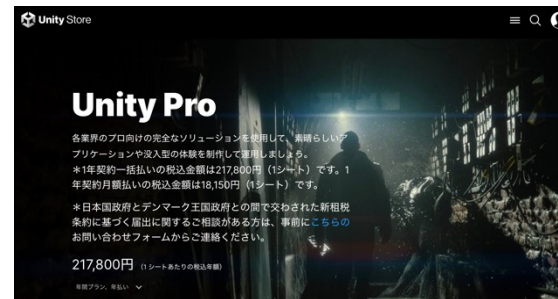 Unity Store
Unity Pro
各業界のプロ向けの完全なソリューションを使用して、素晴らしいア
プリケーションや没入型の体験を制作して運用しましょう。
＊1年契約一括払いの税込金額は217,800円（1シート）です。1
年契約月額払いの税込金額は18,150円（1シート）です。
＊日本国政府とデンマーク王国政府との間で交わされた新租税
条約に基づく届出に関するご相談がある方は、事前にこちらの
お問い合わせフォームからご連絡ください。
217,800円 （1 シートあたりの税込年額）
年間プラン、年払い